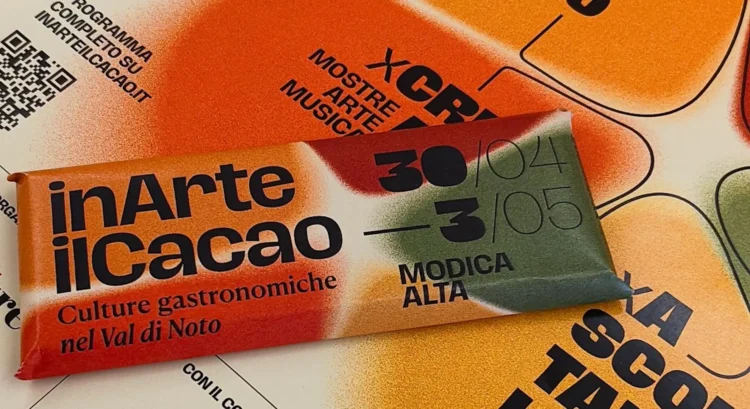 PROGRAMMA
COMPLETO SU
INARTEILCACAO.IT
MOSTRE
ARTE
inArte
ilCacao
Culture gastronomiche
nel Val di Noto
30/04
— 3/05
MODICA
ALTA
XA